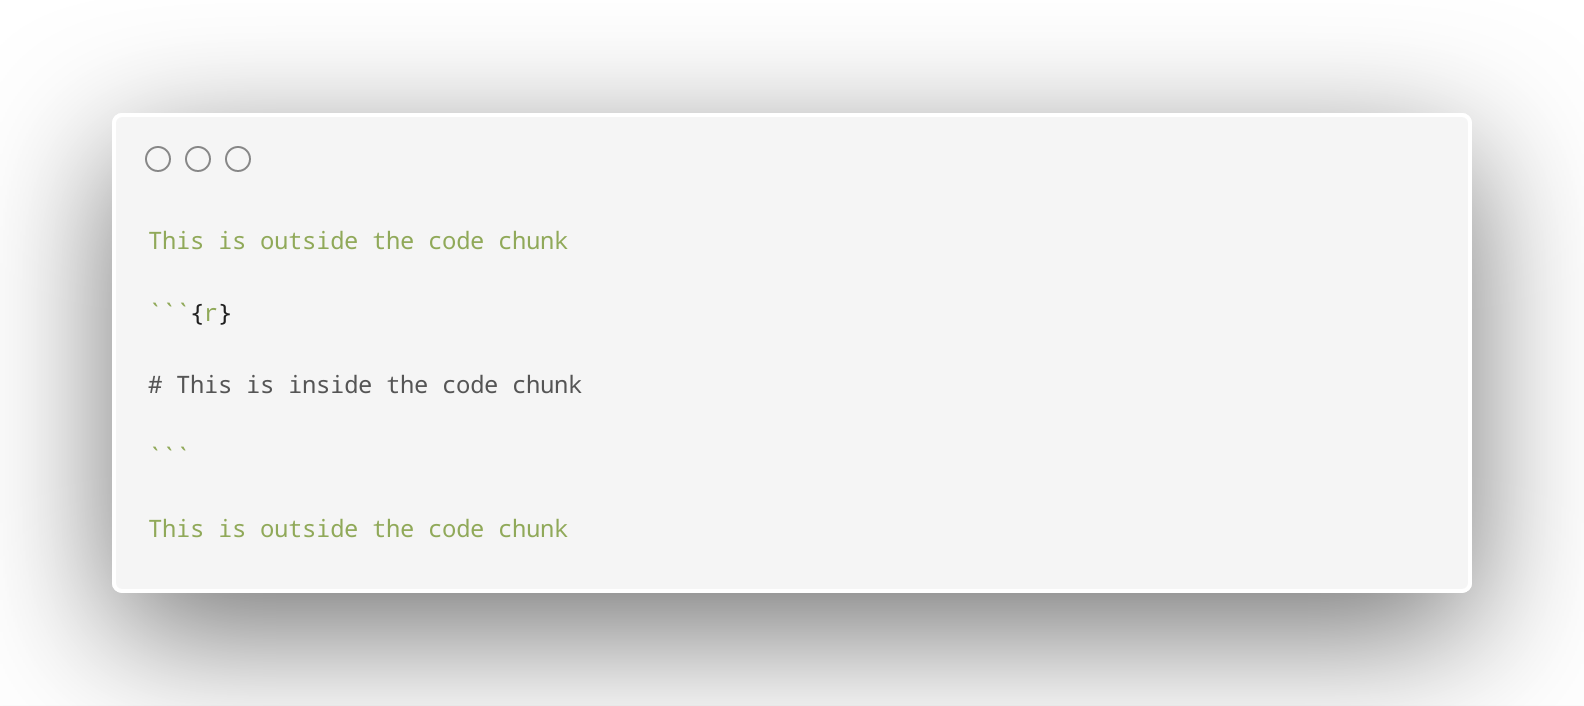 This is outside the code chunk
```{r}
# This is inside the code chunk
```
This is outside the code chunk